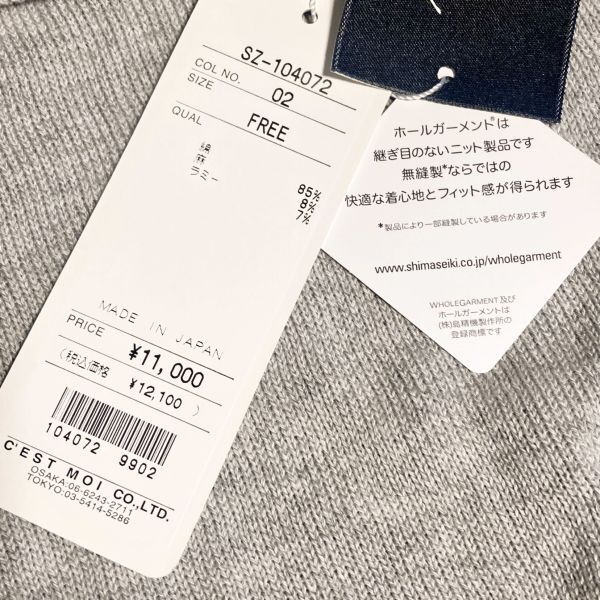 SZ-104072
COL NO. 02
SIZE FREE
QUAL
綿 85%
麻 8%
ラミー 7%
MADE IN JAPAN
PRICE ¥11,000
(税込価格 ¥12,100 )
104072 9902
C'EST MOI CO.,LTD.
OSAKA:06-6243-2711
TOKYO:03-5414-5286
ホールガーメント®は
継ぎ目のないニット製品です
無縫製*ならではの
快適な着心地とフィット感が得られます
*製品により一部縫製している場合があります
www.shimaseiki.co.jp/wholegarment
WHOLEGARMENT及び
ホールガーメントは
(株)島精機製作所の
登録商標です